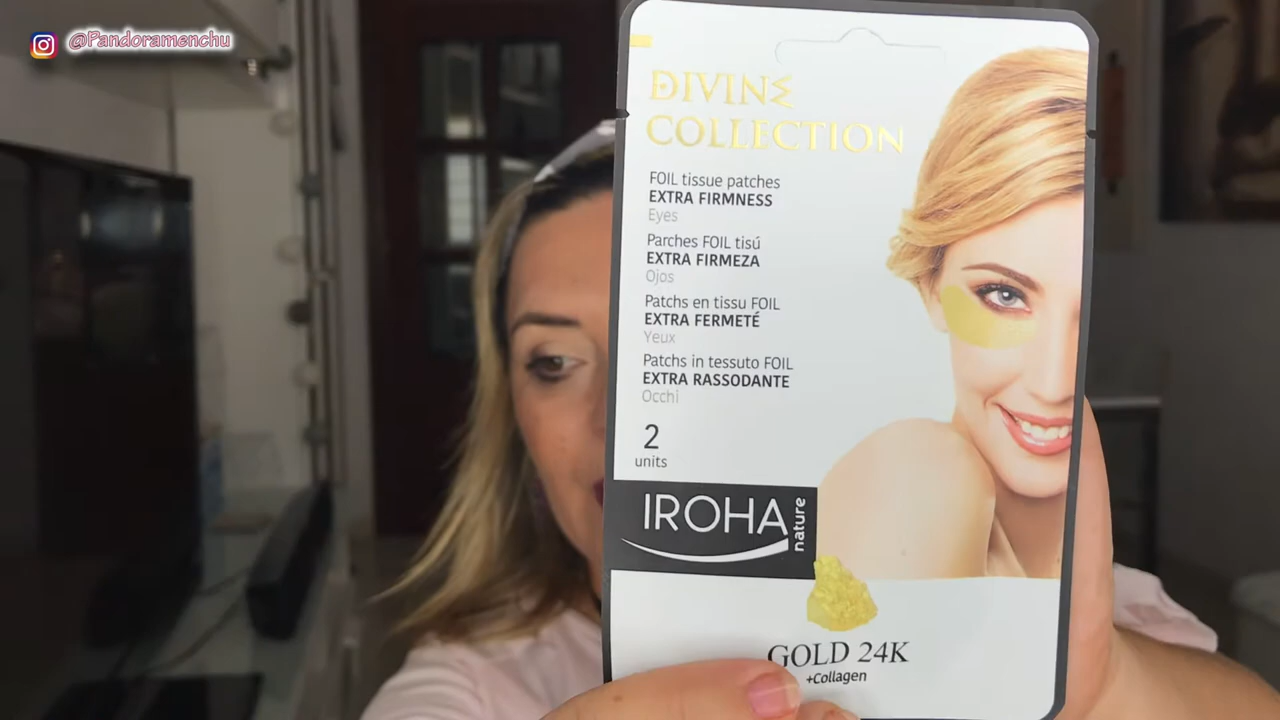 @Pandoramenchu
DIVINE
COLLECTION
FOIL tissue patches
EXTRA FIRMNESS
Eyes
Parches FOIL tisú
EXTRA FIRMEZA
Ojos
Patchs en tissu FOIL
EXTRA FERMETÉ
Yeux
Patchs in tessuto FOIL
EXTRA RASSODANTE
Occhi
2
units
IROHA
nature
GOLD 24K
+Collagen